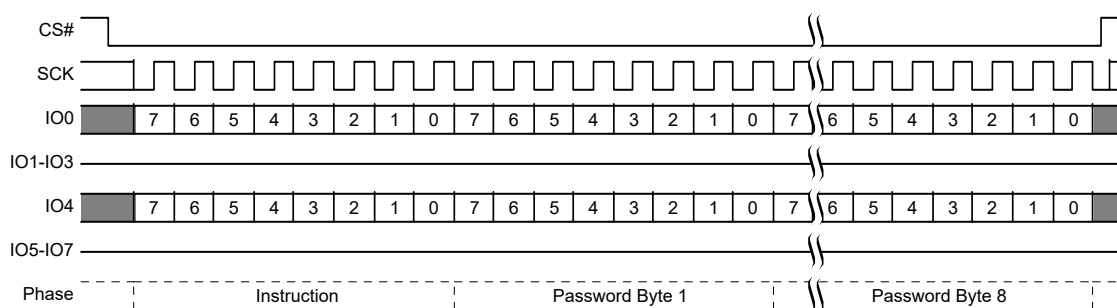 CS#
SCK
IO0 7 6 5 4 3 2 1 0 7 6 5 4 3 2 1 0 7 6 5 4 3 2 1 0
IO1-IO3
IO4 7 6 5 4 3 2 1 0 7 6 5 4 3 2 1 0 7 6 5 4 3 2 1 0
IO5-IO7
Phase Instruction Password Byte 1 Password Byte 8